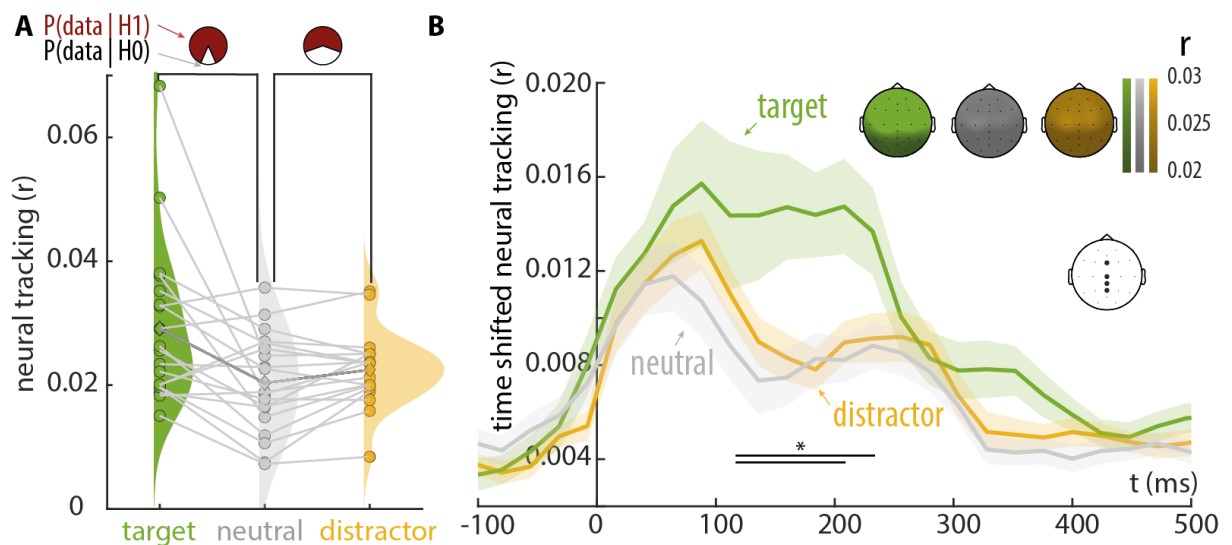 A
P(data | H1)
P(data | H0)
neural tracking (r)
0.06
0.04
0.02
0
target
neutral
distractor
B
time shifted neural tracking (r)
0.020
0.016
0.012
0.008
0.004
target
neutral
distractor
*
r
0.03
0.025
0.02
t (ms)
-100
0
100
200
300
400
500